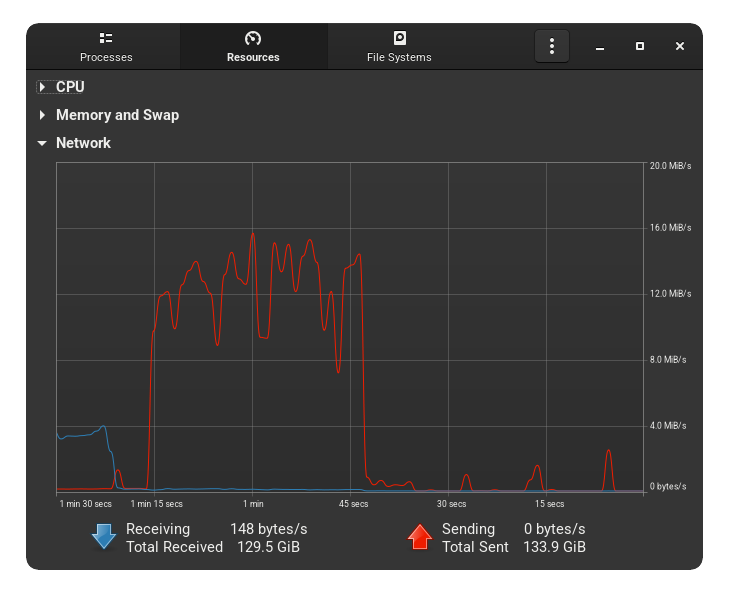 Processes Resources File Systems
CPU
Memory and Swap
Network
20.0 MiB/s
16.0 MiB/s
12.0 MiB/s
8.0 MiB/s
4.0 MiB/s
0 bytes/s
1 min 30 secs 1 min 15 secs 1 min 45 secs 30 secs 15 secs
Receiving 148 bytes/s Sending 0 bytes/s
Total Received 129.5 GiB Total Sent 133.9 GiB